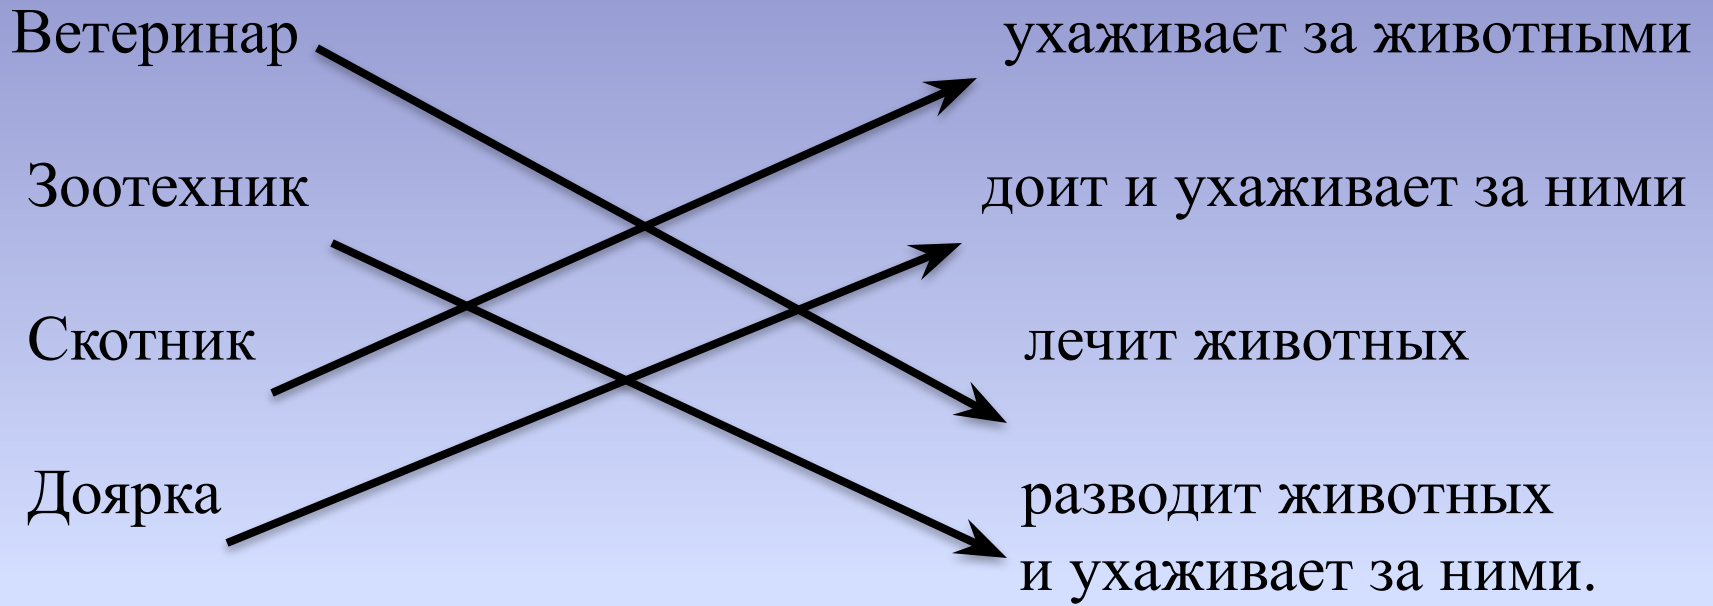 Ветеринар ухаживает за животными
Зоотехник доит и ухаживает за ними
Скотник лечит животных
Доярка разводит животных
и ухаживает за ними.